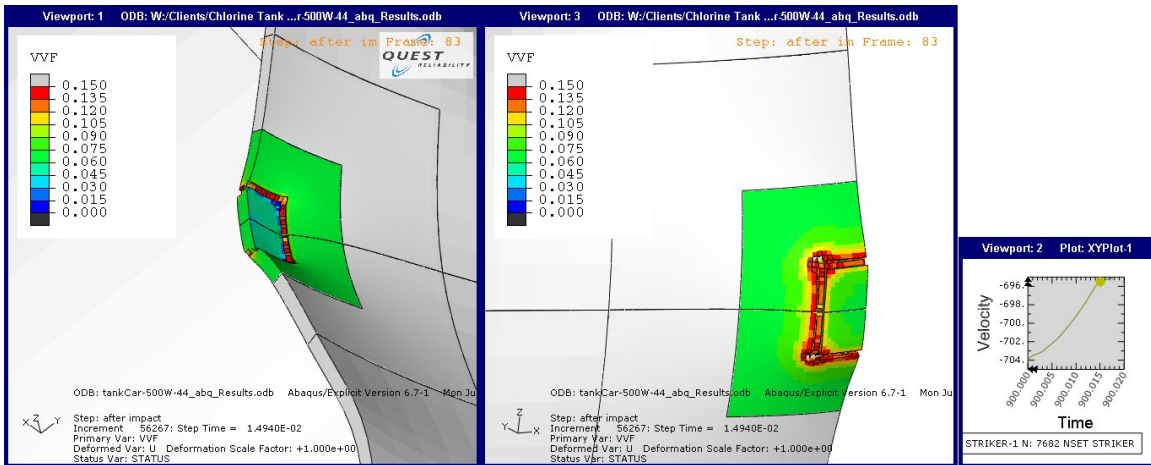 Viewport: 1 ODB: W:/Clients/Chlorine Tank ...r-500W-44_abq_Results.odb
Step: after im Frame: 83
QUEST
RELIABILITY
VVF
0.150
0.135
0.120
0.105
0.090
0.075
0.060
0.045
0.030
0.015
0.000
ODB: tankCar-500W-44_abq_Results.odb Abaqus/Explicit Version 6.7-1 Mon Ju
Z
X Y
Step: after impact
Increment 56267: Step Time = 1.4940E-02
Primary Var: VVF
Deformed Var: U Deformation Scale Factor: +1.000e+00
Status Var: STATUS
Viewport: 3 ODB: W:/Clients/Chlorine Tank ...r-500W-44_abq_Results.odb
Step: after im Frame: 83
VVF
0.150
0.135
0.120
0.105
0.090
0.075
0.060
0.045
0.030
0.015
0.000
ODB: tankCar-500W-44_abq_Results.odb Abaqus/Explicit Version 6.7-1 Mon Ju
Z
X Y
Step: after impact
Increment 56267: Step Time = 1.4940E-02
Primary Var: VVF
Deformed Var: U Deformation Scale Factor: +1.000e+00
Status Var: STATUS
Viewport: 2 Plot: XYPlot-1
Velocity
-696.
-698.
-700.
-702.
-704.
900.000
900.005
900.010
900.015
900.020
Time
STRIKER-1 N: 7682 NSET STRIKER